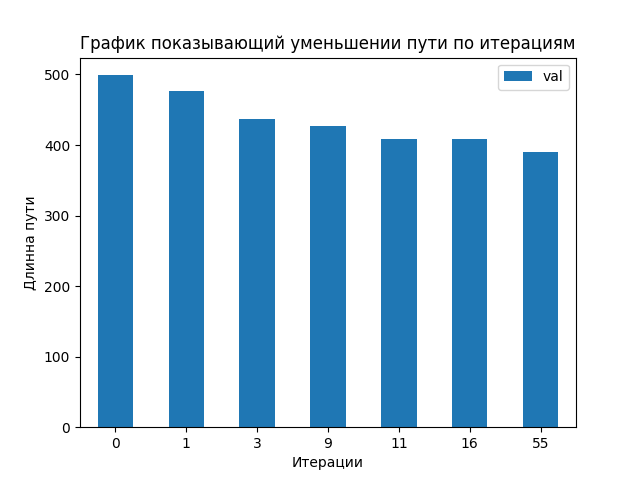 График показывающий уменьшении пути по итерациям
val
500
400
300
200
100
0
Длинна пути
0 1 3 9 11 16 55
Итерации